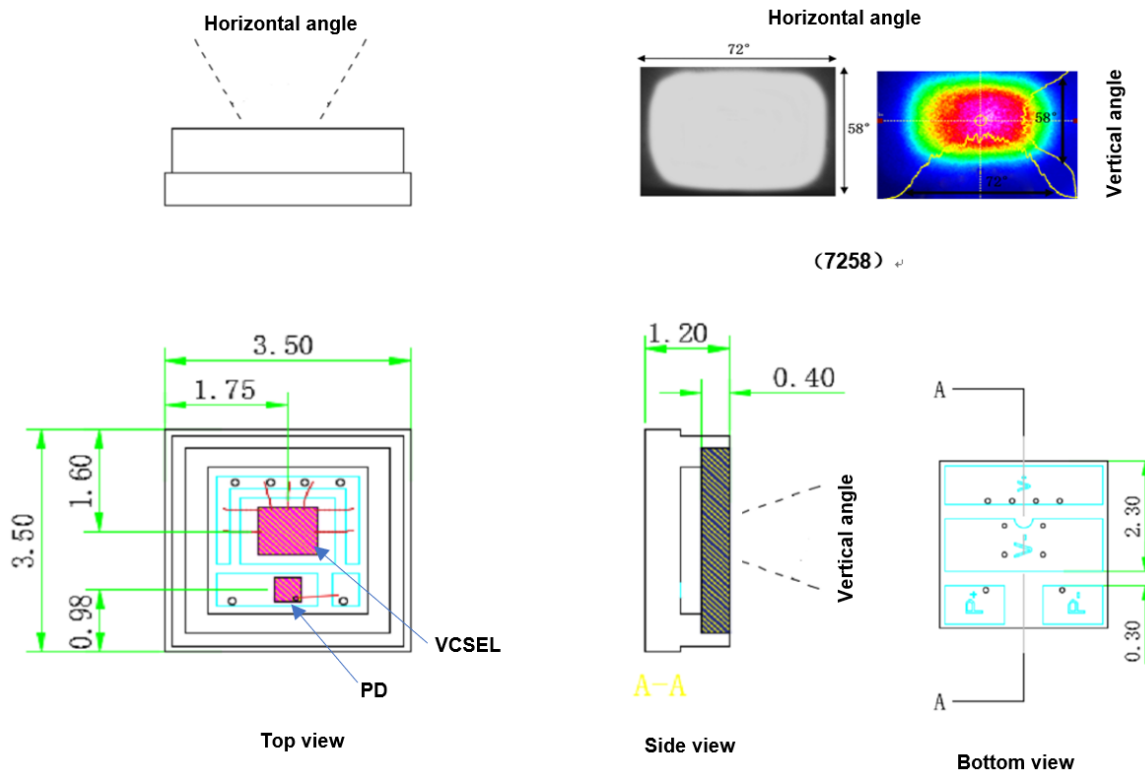 Horizontal angle
Horizontal angle
72°
58°
58°
72°
Vertical angle
（7258）
3.50
1.75
1.60
3.50
0.98
VCSEL
PD
Top view
1.20
0.40
Vertical angle
A-A
Side view
A
V-
2.30
P+
P-
0.30
A
Bottom view